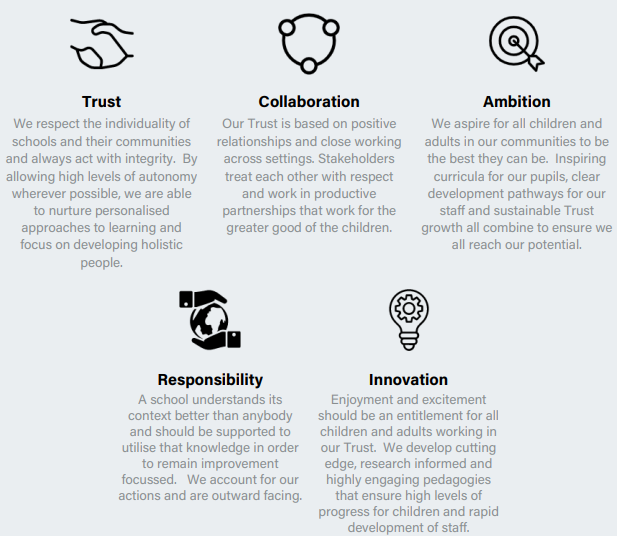 Trust
We respect the individuality of
schools and their communities
and always act with integrity.  By
allowing high levels of autonomy
wherever possible, we are able
to nurture personalised
approaches to learning and
focus on developing holistic
people.
Collaboration
Our Trust is based on positive
relationships and close working
across settings. Stakeholders
treat each other with respect
and work in productive
partnerships that work for the
greater good of the children.
Ambition
We aspire for all children and
adults in our communities to be
the best they can be.  Inspiring
curricula for our pupils, clear
development pathways for our
staff and sustainable Trust
growth all combine to ensure we
all reach our potential.
Responsibility
A school understands its
context better than anybody
and should be supported to
utilise that knowledge in order
to remain improvement
focussed.   We account for our
actions and are outward facing.
Innovation
Enjoyment and excitement
should be an entitlement for all
children and adults working in
our Trust.  We develop cutting
edge, research informed and
highly engaging pedagogies
that ensure high levels of
progress for children and rapid
development of staff.